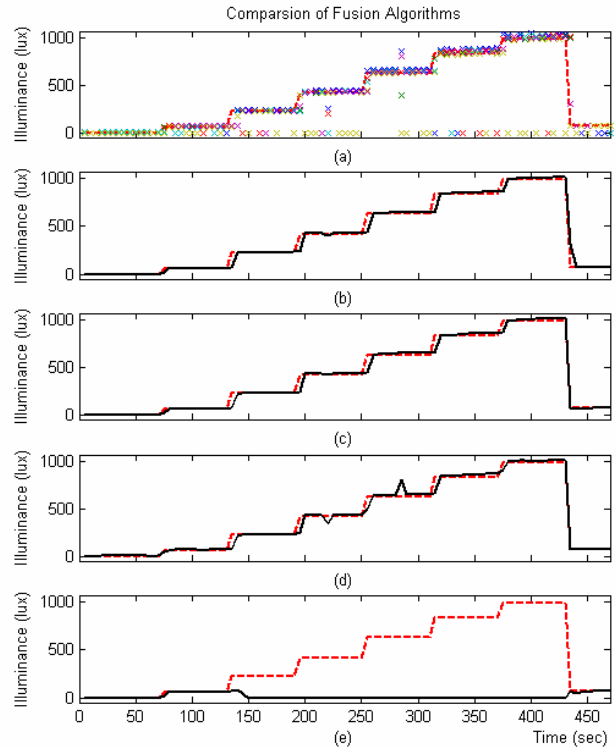 Comparsion of Fusion Algorithms
Illuminance (lux)
1000
500
0
(a)
Illuminance (lux)
1000
500
0
(b)
Illuminance (lux)
1000
500
0
(c)
Illuminance (lux)
1000
500
0
(d)
Illuminance (lux)
1000
500
0
0 50 100 150 200 250 300 350 400 450
(e)
Time (sec)